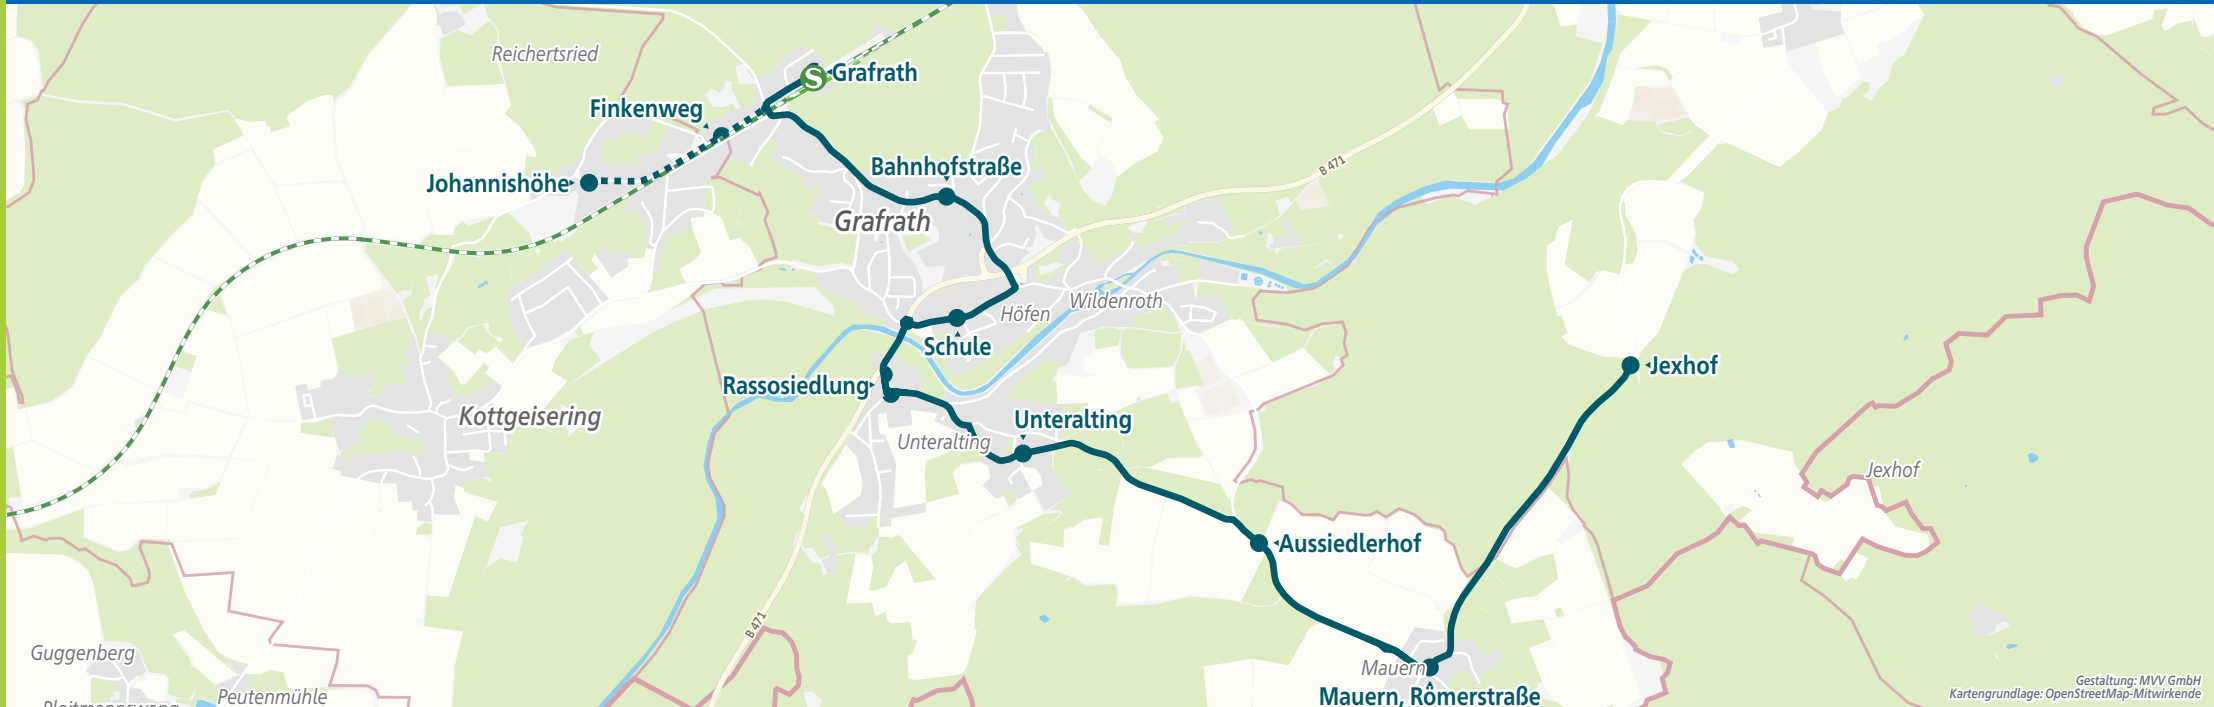 Reichertsried
S
Grafrath
Finkenweg
B 471
Bahnhofstraße
Johannishöhe
Grafrath
Wildenroth
Höfen
Schule
Jexhof
Rassosiedlung
Kottgeisering
Unteralting
Unteralting
Jexhof
Aussiedlerhof
B 471
Guggenberg
Mauern
Peutenmühle
Mauern, Römerstraße
Gestaltung: MVV GmbH
Kartengrundlage: OpenStreetMap-Mitwirkende